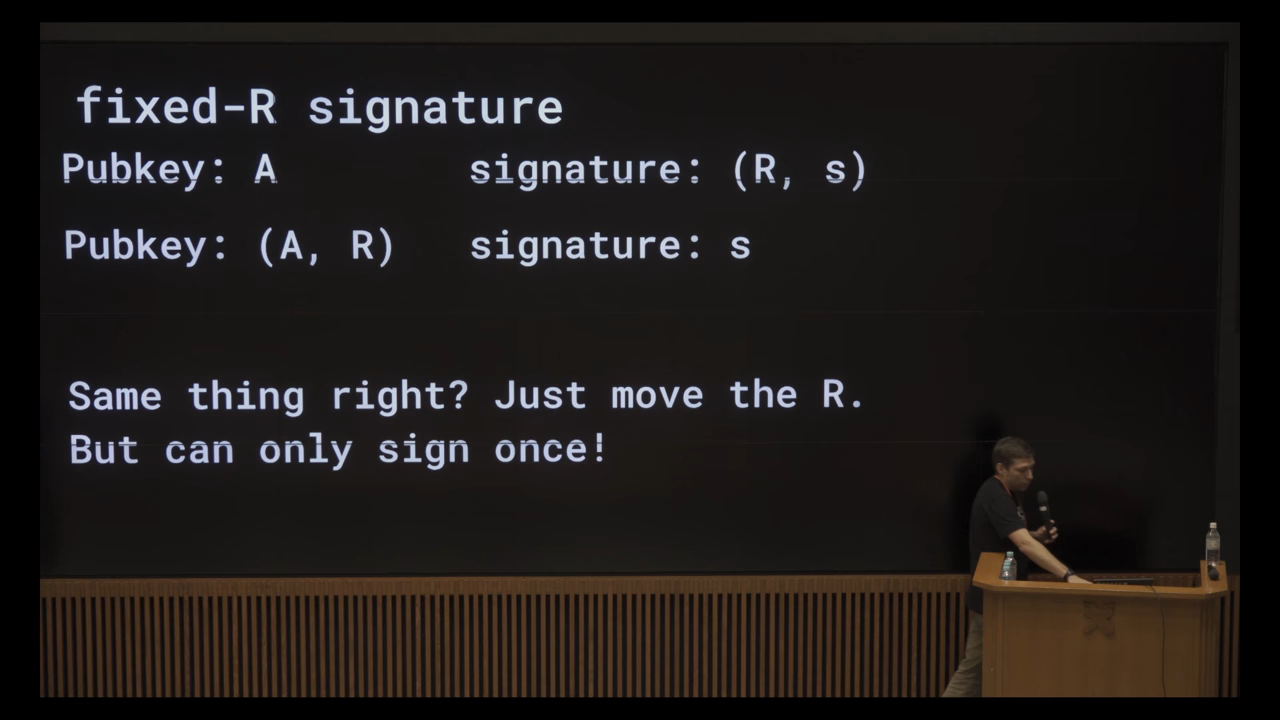 fixed-R signature
Pubkey: A signature: (R, s)
Pubkey: (A, R) signature: s
Same thing right? Just move the R.
But can only sign once!